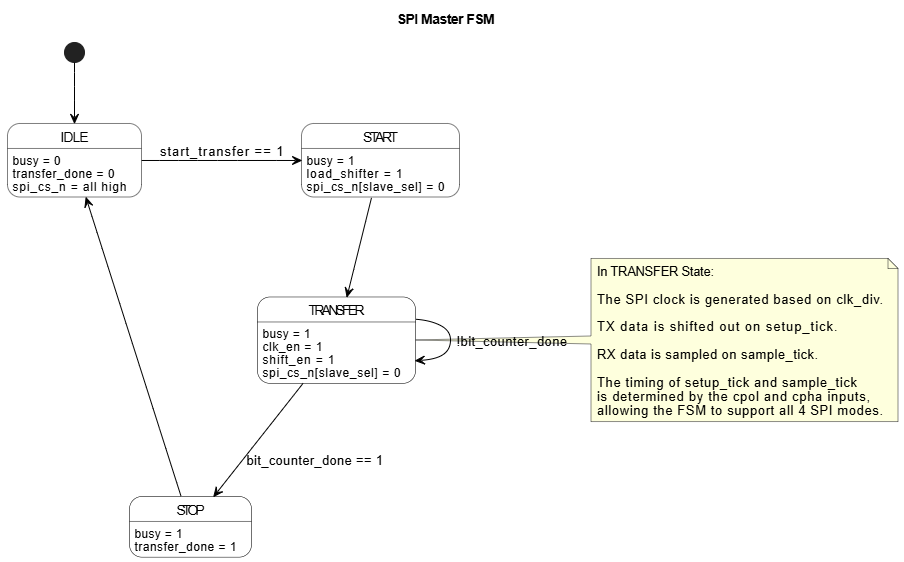 SPI Master FSM
IDLE
busy = 0
transfer_done = 0
spi_cs_n = all high
start_transfer == 1
START
busy = 1
load_shifter = 1
spi_cs_n[slave_sel] = 0
TRANSFER
busy = 1
clk_en = 1
shift_en = 1
spi_cs_n[slave_sel] = 0
!bit_counter_done
In TRANSFER State:
The SPI clock is generated based on clk_div.
TX data is shifted out on setup_tick.
RX data is sampled on sample_tick.
The timing of setup_tick and sample_tick
is determined by the cpol and cpha inputs,
allowing the FSM to support all 4 SPI modes.
bit_counter_done == 1
STOP
busy = 1
transfer_done = 1